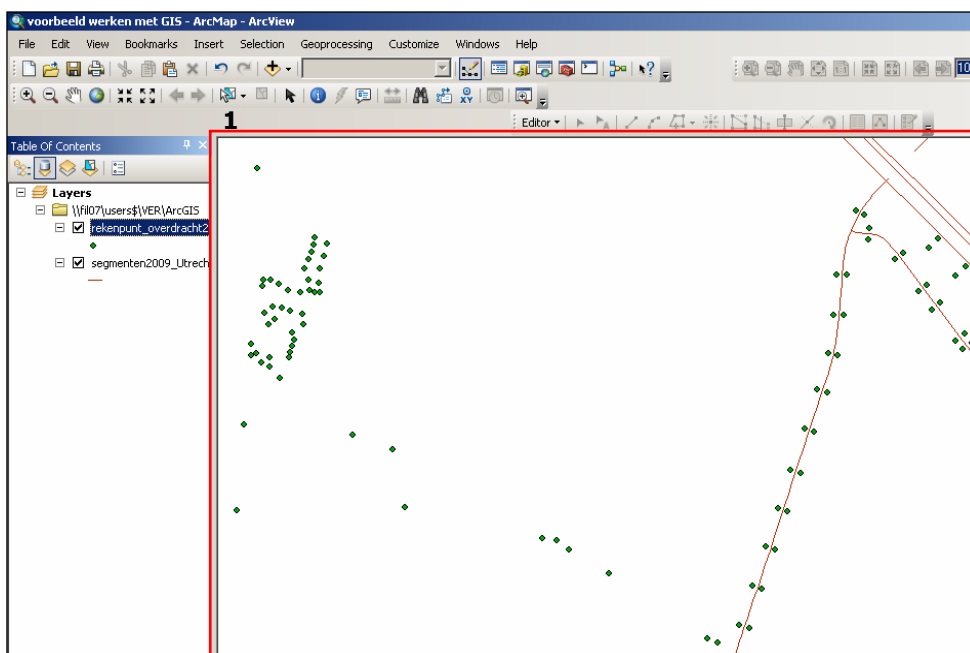 voorbeeld werken met GIS - ArcMap - ArcView
File Edit View Bookmarks Insert Selection Geoprocessing Customize Windows Help
10
1
Editor
Table Of Contents
Layers
\\fil07\users$\VER\ArcGIS
rekenpunt_overdracht2
segmenten2009_Utrech